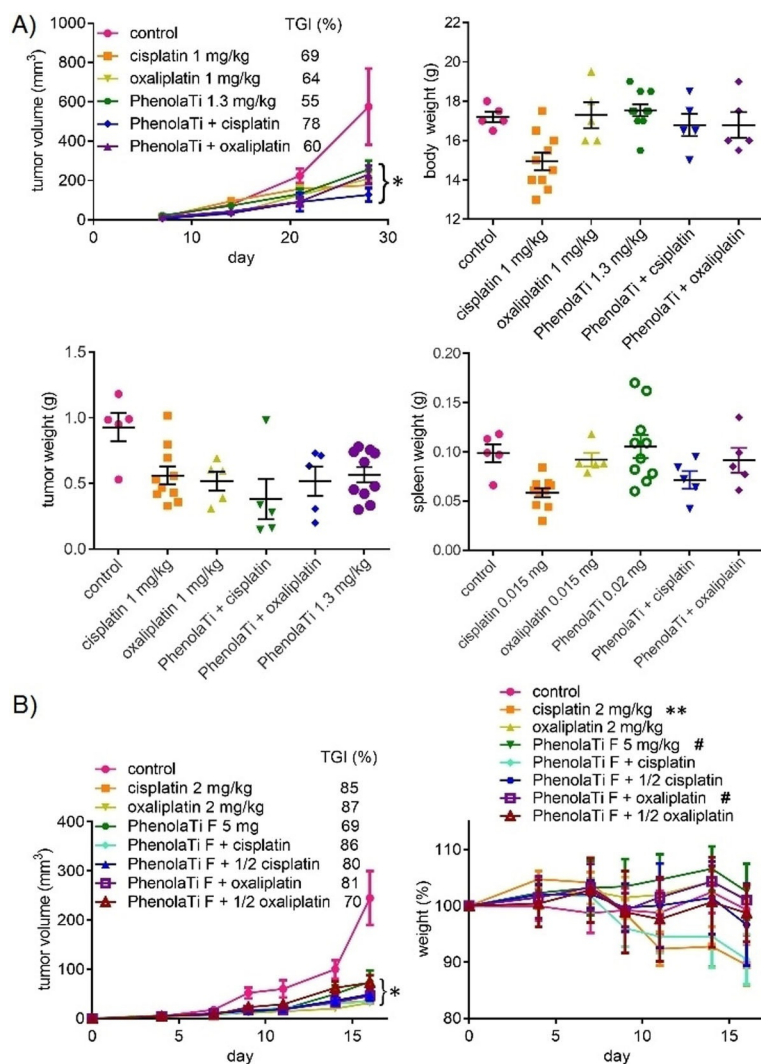 A)
TGI (%)
control
cisplatin 1 mg/kg 69
oxaliplatin 1 mg/kg 64
PhenolaTi 1.3 mg/kg 55
PhenolaTi + cisplatin 78
PhenolaTi + oxaliplatin 60
tumor volume (mm3)
1000
800
600
400
200
0
*
0 10 20 30
day
body weight (g)
20
18
16
14
12
control
cisplatin 1 mg/kg
oxaliplatin 1 mg/kg
PhenolaTi 1.3 mg/kg
PhenolaTi + csiplatin
PhenolaTi + oxaliplatin
tumor weight (g)
1.5
1.0
0.5
0.0
control
cisplatin 1 mg/kg
oxaliplatin 1 mg/kg
PhenolaTi + cisplatin
PhenolaTi + oxaliplatin
PhenolaTi 1.3 mg/kg
spleen weight (g)
0.20
0.15
0.10
0.05
0.00
control
cisplatin 0.015 mg
oxaliplatin 0.015 mg
PhenolaTi 0.02 mg
PhenolaTi + cisplatin
PhenolaTi + oxaliplatin
B)
TGI (%)
control
cisplatin 2 mg/kg 85
oxaliplatin 2 mg/kg 87
PhenolaTi F 5 mg 69
PhenolaTi F + cisplatin 86
PhenolaTi F + 1/2 cisplatin 80
PhenolaTi F + oxaliplatin 81
PhenolaTi F + 1/2 oxaliplatin 70
tumor volume (mm3)
400
300
200
100
0
*
0 5 10 15
day
control
cisplatin 2 mg/kg **
oxaliplatin 2 mg/kg
PhenolaTi F 5 mg/kg #
PhenolaTi F + cisplatin
PhenolaTi F + 1/2 cisplatin
PhenolaTi F + oxaliplatin #
PhenolaTi F + 1/2 oxaliplatin
weight (%)
110
100
90
80
0 5 10 15
day